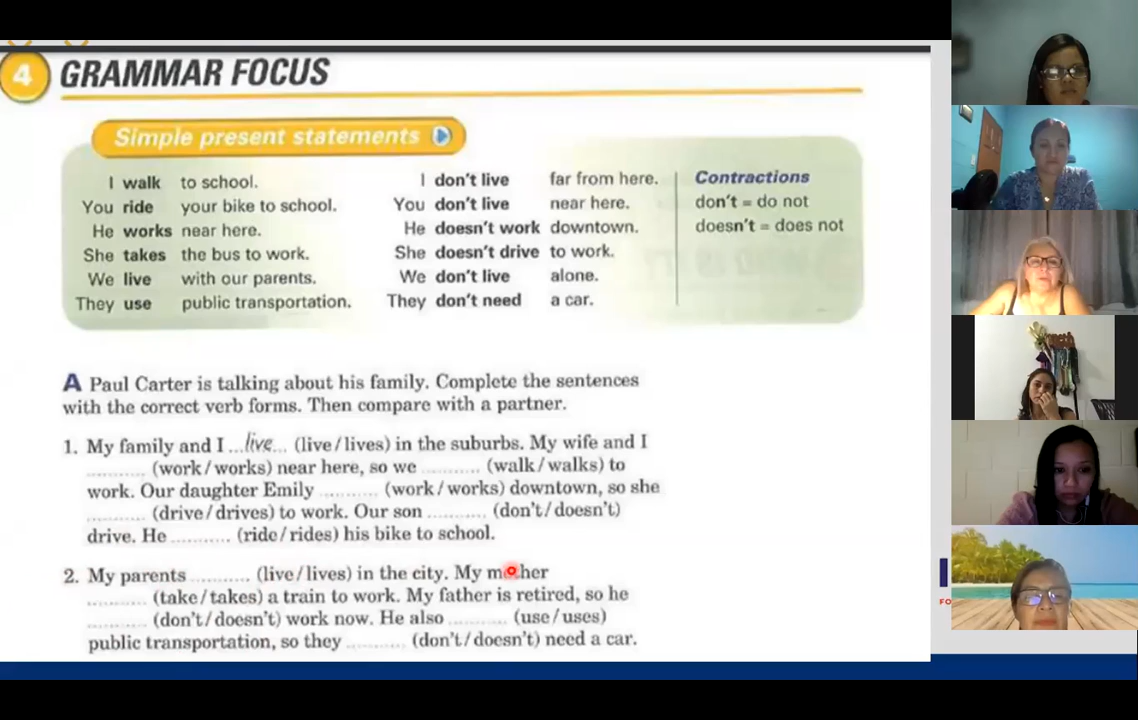 4 GRAMMAR FOCUS
Simple present statements
I walk to school.
You ride your bike to school.
He works near here.
She takes the bus to work.
We live with our parents.
They use public transportation.
I don't live far from here.
You don't live near here.
He doesn't work downtown.
She doesn't drive to work.
We don't live alone.
They don't need a car.
Contractions
don't = do not
doesn't = does not
A Paul Carter is talking about his family. Complete the sentences
with the correct verb forms. Then compare with a partner.
1. My family and I ...live... (live/lives) in the suburbs. My wife and I
.......... (work/works) near here, so we .......... (walk/walks) to
work. Our daughter Emily .......... (work/works) downtown, so she
.......... (drive/drives) to work. Our son .......... (don't/doesn't)
drive. He .......... (ride/rides) his bike to school.
2. My parents .......... (live/lives) in the city. My mother
.......... (take/takes) a train to work. My father is retired, so he
.......... (don't/doesn't) work now. He also .......... (use/uses)
public transportation, so they .......... (don't/doesn't) need a car.
FO